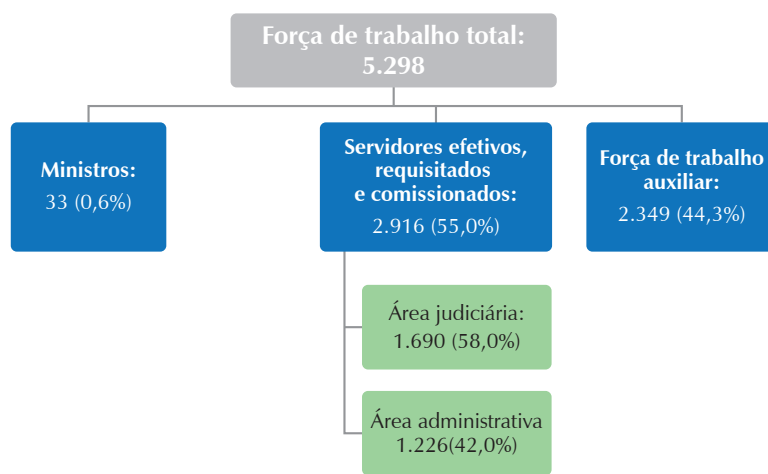 Força de trabalho total:
5.298
Ministros:
33 (0,6%)
Servidores efetivos,
requisitados
e comissionados:
2.916 (55,0%)
Força de trabalho
auxiliar:
2.349 (44,3%)
Área judiciária:
1.690 (58,0%)
Área administrativa
1.226(42,0%)